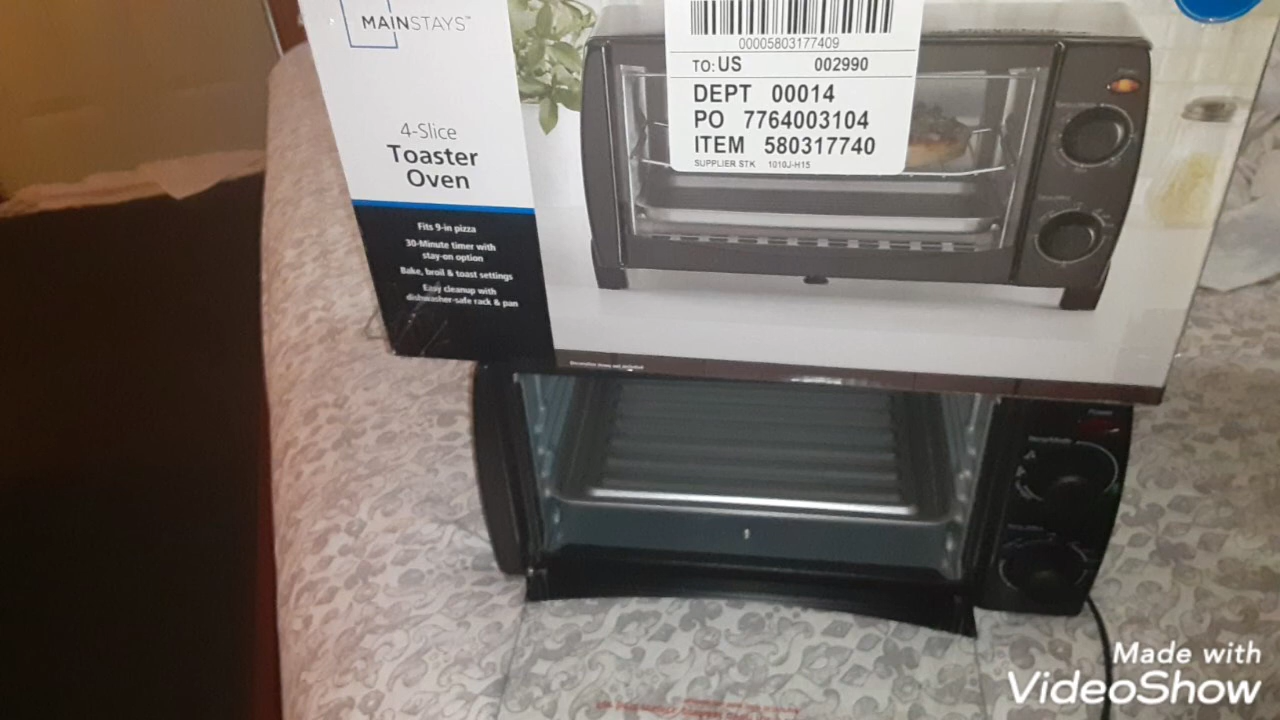 MAINSTAYS™
4-Slice
Toaster
Oven
Fits 9-in pizza
30-Minute timer with
stay-on option
Bake, broil & toast settings
Easy cleanup with
dishwasher-safe rack & pan
00005803177409
TO: US 002990
DEPT 00014
PO 7764003104
ITEM 580317740
SUPPLIER STK 1010J-H15
Power
Made with
VideoShow